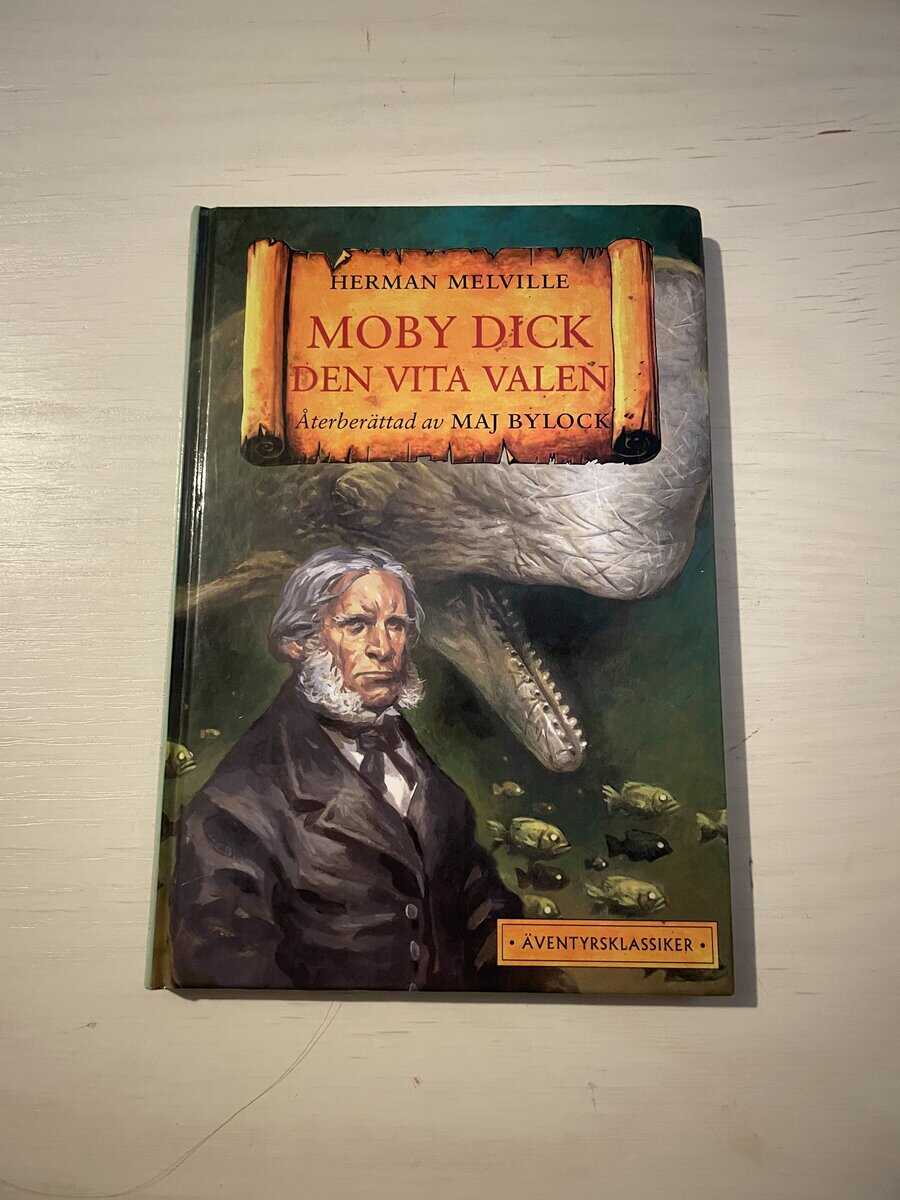 HERMAN MELVILLE
MOBY DICK
DEN VITA VALEN
Återberättad av MAJ BYLOCK
· ÄVENTYRSKLASSIKER ·